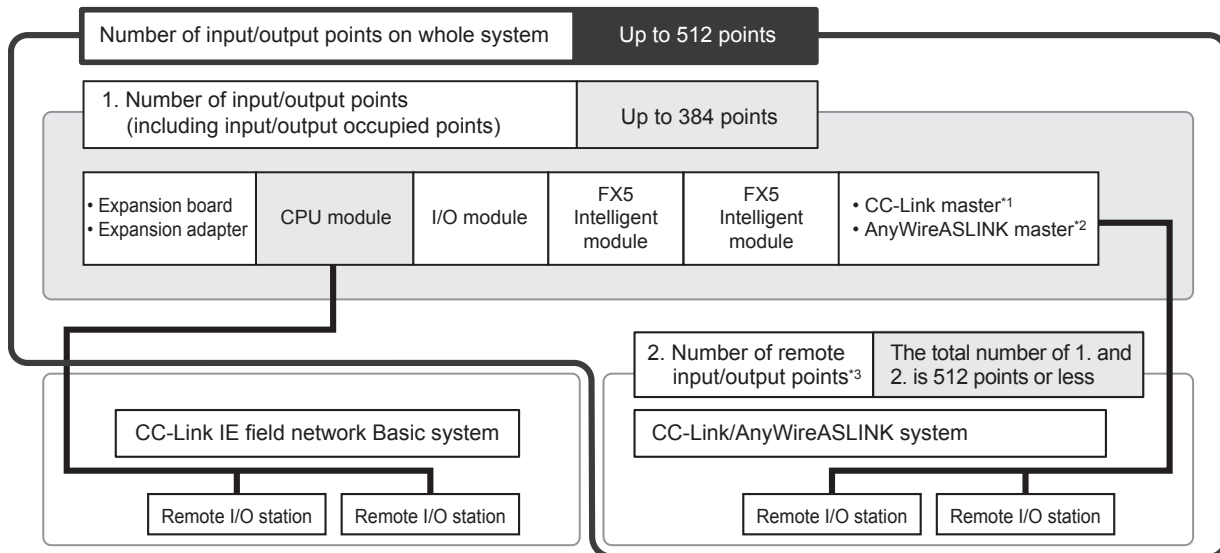 Number of input/output points on whole system
Up to 512 points
1. Number of input/output points
(including input/output occupied points)
Up to 384 points
• Expansion board
• Expansion adapter
CPU module
I/O module
FX5
Intelligent
module
FX5
Intelligent
module
• CC-Link master*1
• AnyWireASLINK master*2
2. Number of remote
input/output points*3
The total number of 1. and
2. is 512 points or less
CC-Link IE field network Basic system
CC-Link/AnyWireASLINK system
Remote I/O station
Remote I/O station
Remote I/O station
Remote I/O station